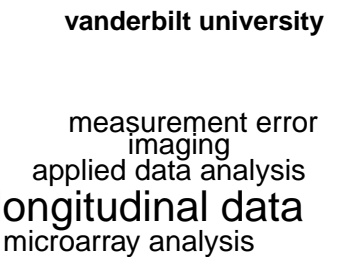 vanderbilt university
measurement error
imaging
applied data analysis
ongitudinal data
microarray analysis